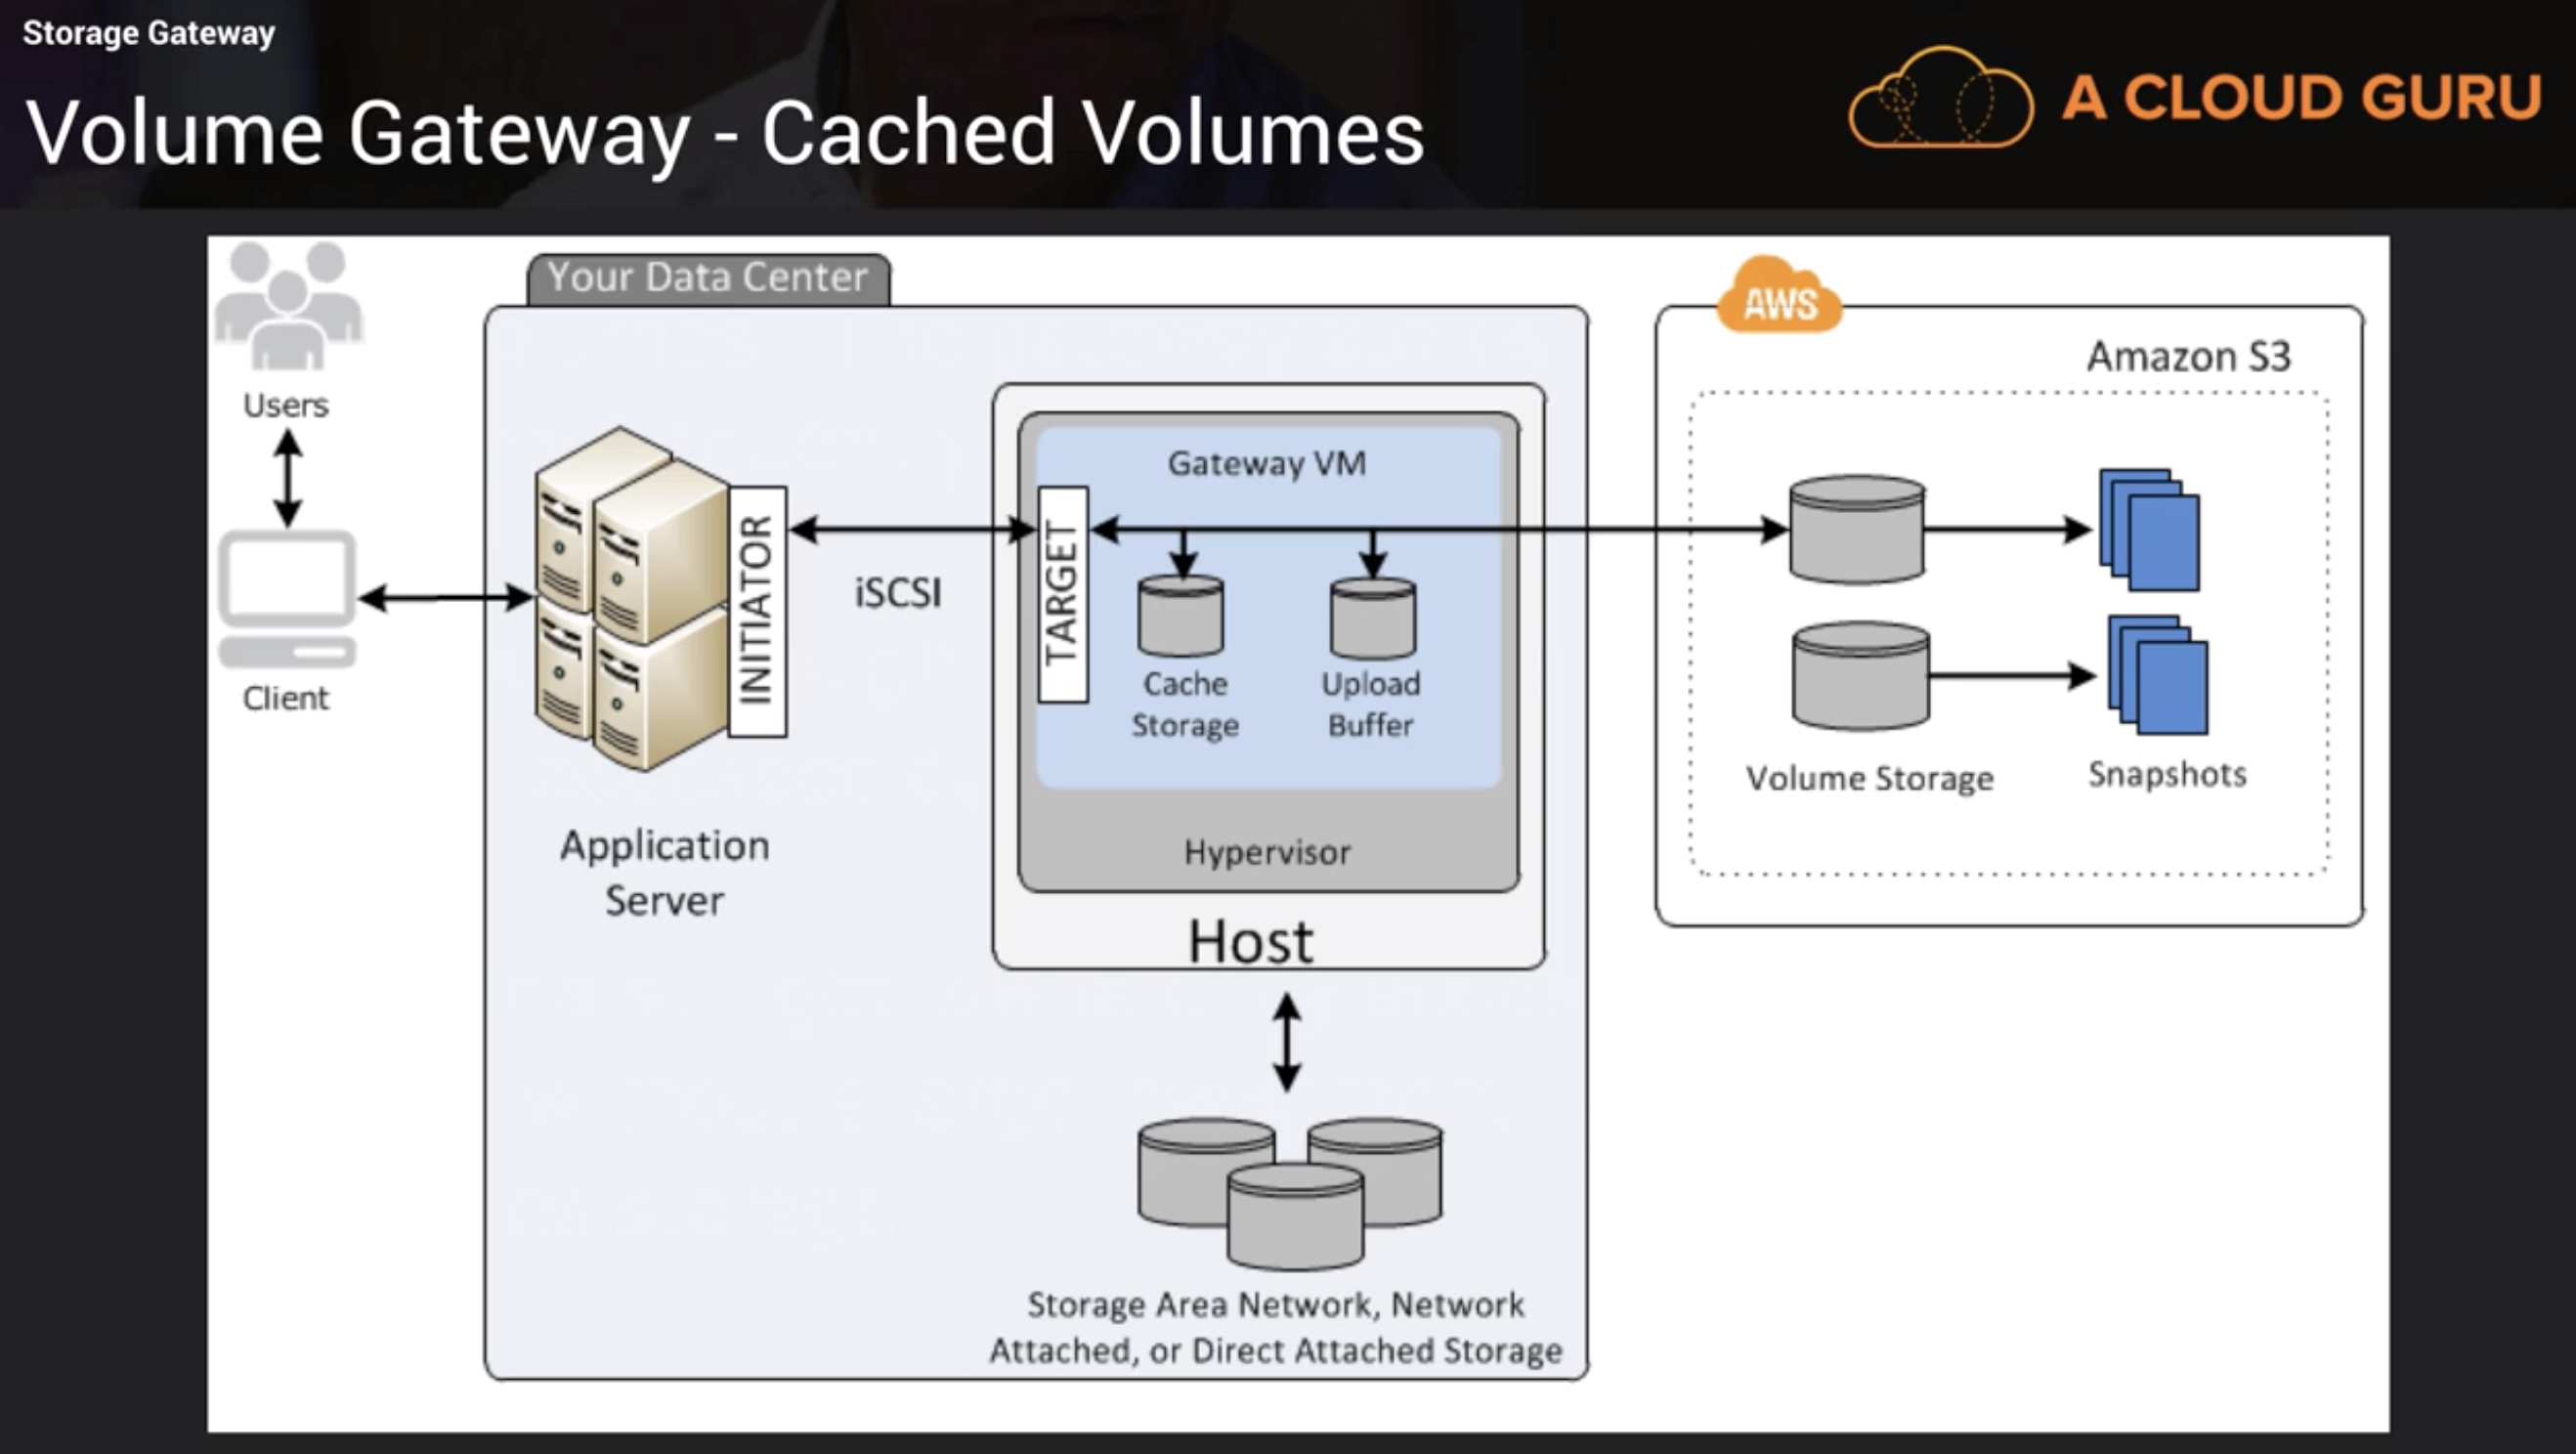 Storage Gateway
Volume Gateway - Cached Volumes
A CLOUD GURU
Your Data Center
AWS
Amazon S3
Users
Client
Application
Server
INITIATOR
iSCSI
TARGET
Gateway VM
Cache
Storage
Upload
Buffer
Hypervisor
Host
Volume Storage
Snapshots
Storage Area Network, Network
Attached, or Direct Attached Storage